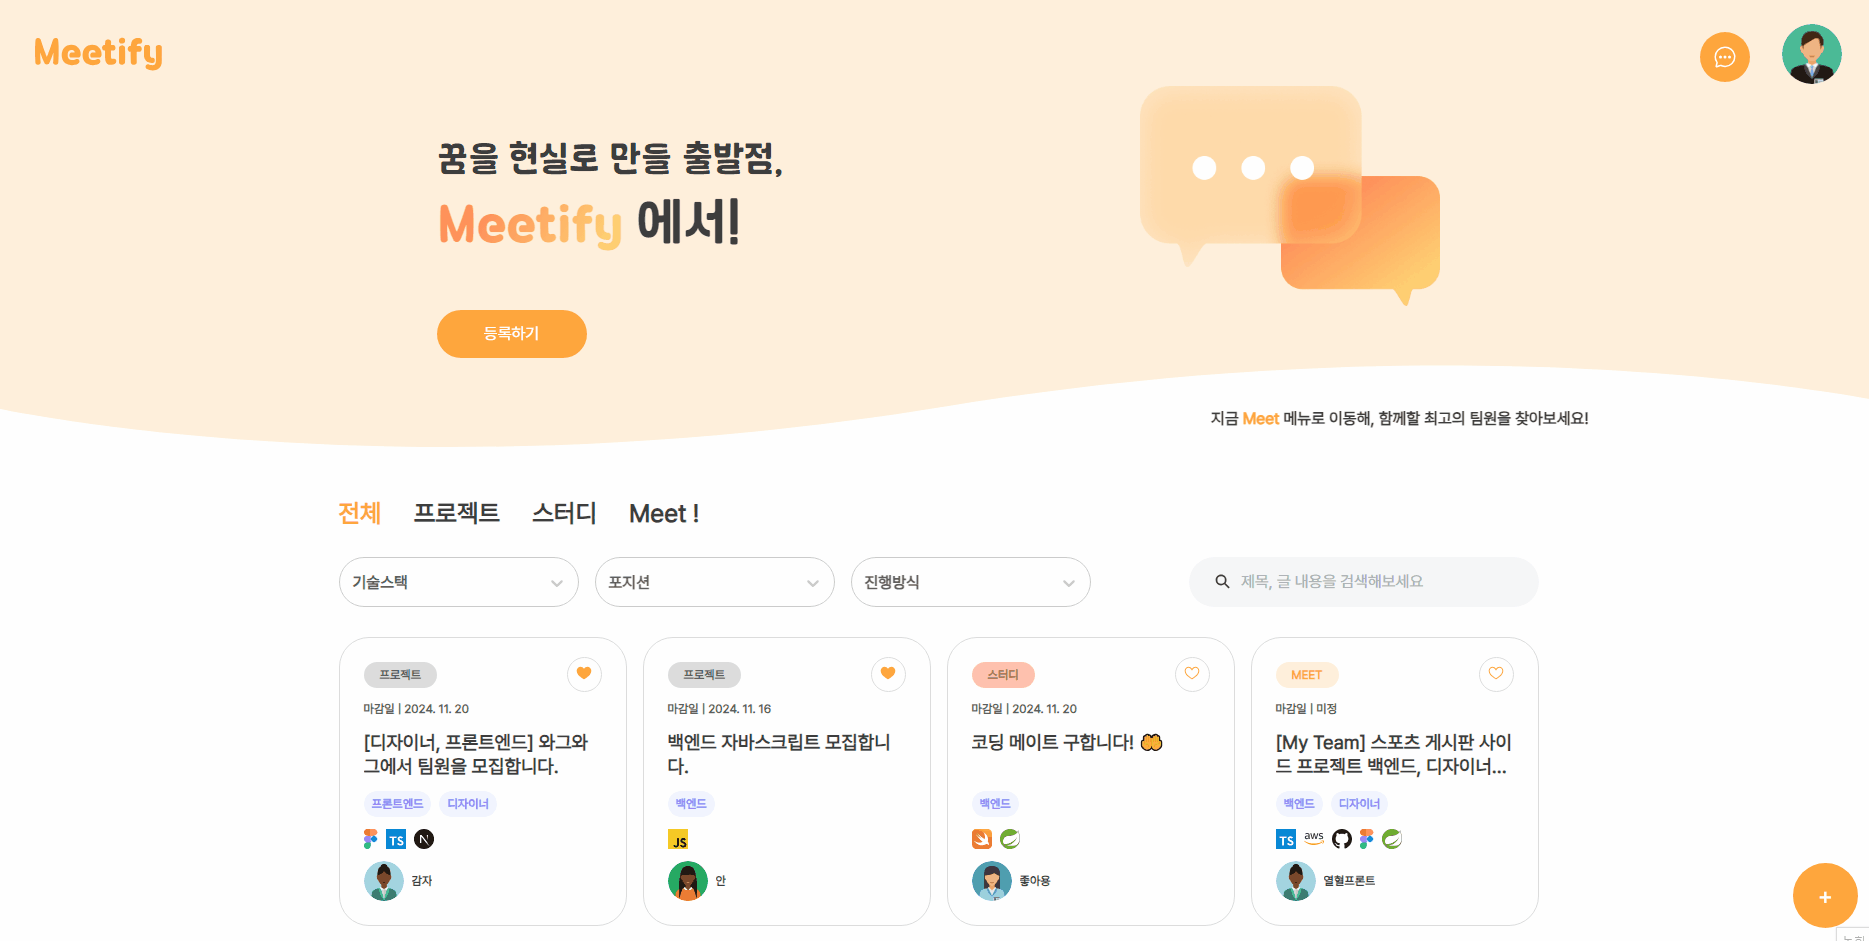 Meetify
꿈을 현실로 만들 출발점,
Meetify 에서!
등록하기
지금 Meet 메뉴로 이동해, 함께할 최고의 팀원을 찾아보세요!
전체 프로젝트 스터디 Meet !
기술스택 포지션 진행방식 제목, 글 내용을 검색해보세요
프로젝트
마감일 | 2024. 11. 20
[디자이너, 프론트엔드] 와그와
그에서 팀원을 모집합니다.
프론트엔드 디자이너
TS N
감자
프로젝트
마감일 | 2024. 11. 16
백엔드 자바스크립트 모집합니
다.
백엔드
JS
안
스터디
마감일 | 2024. 11. 20
코딩 메이트 구합니다!
백엔드
좋아용
MEET
마감일 | 미정
[My Team] 스포츠 게시판 사이
드 프로젝트 백엔드, 디자이너...
백엔드 디자이너
TS aws
열혈프론트
+